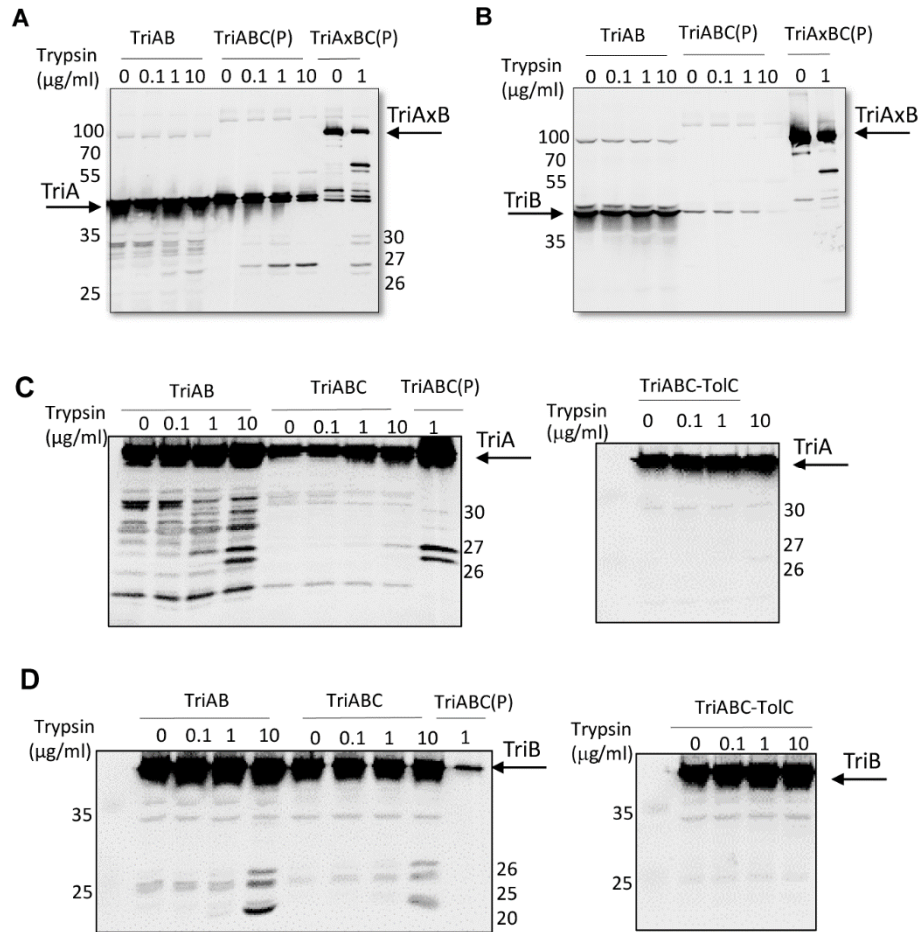 A
TriAB TriABC(P) TriAxBC(P)
Trypsin
(µg/ml)
0 0.1 1 10 0 0.1 1 10 0 1
TriAxB
100
70
55
TriA
35 30
27
25 26
B
TriAB TriABC(P) TriAxBC(P)
Trypsin
(µg/ml)
0 0.1 1 10 0 0.1 1 10 0 1
TriAxB
100
70
55
TriB
35
C
TriAB TriABC TriABC(P)
Trypsin
(µg/ml)
0 0.1 1 10 0 0.1 1 10 1
TriA
30
27
26
TriABC-TolC
Trypsin
(µg/ml)
0 0.1 1 10
TriA
30
27
26
D
TriAB TriABC TriABC(P)
Trypsin
(µg/ml)
0 0.1 1 10 0 0.1 1 10 1
TriB
35
26
25 25
20
TriABC-TolC
Trypsin
(µg/ml)
0 0.1 1 10
TriB
35
25